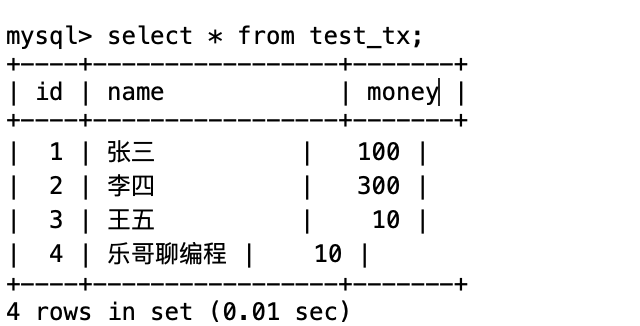 mysql> select * from test_tx;
+----+-----------------+-------+
| id | name            | money |
+----+-----------------+-------+
|  1 | 张三          |   100 |
|  2 | 李四          |   300 |
|  3 | 王五          |    10 |
|  4 | 乐哥聊编程 |    10 |
+----+-----------------+-------+
4 rows in set (0.01 sec)